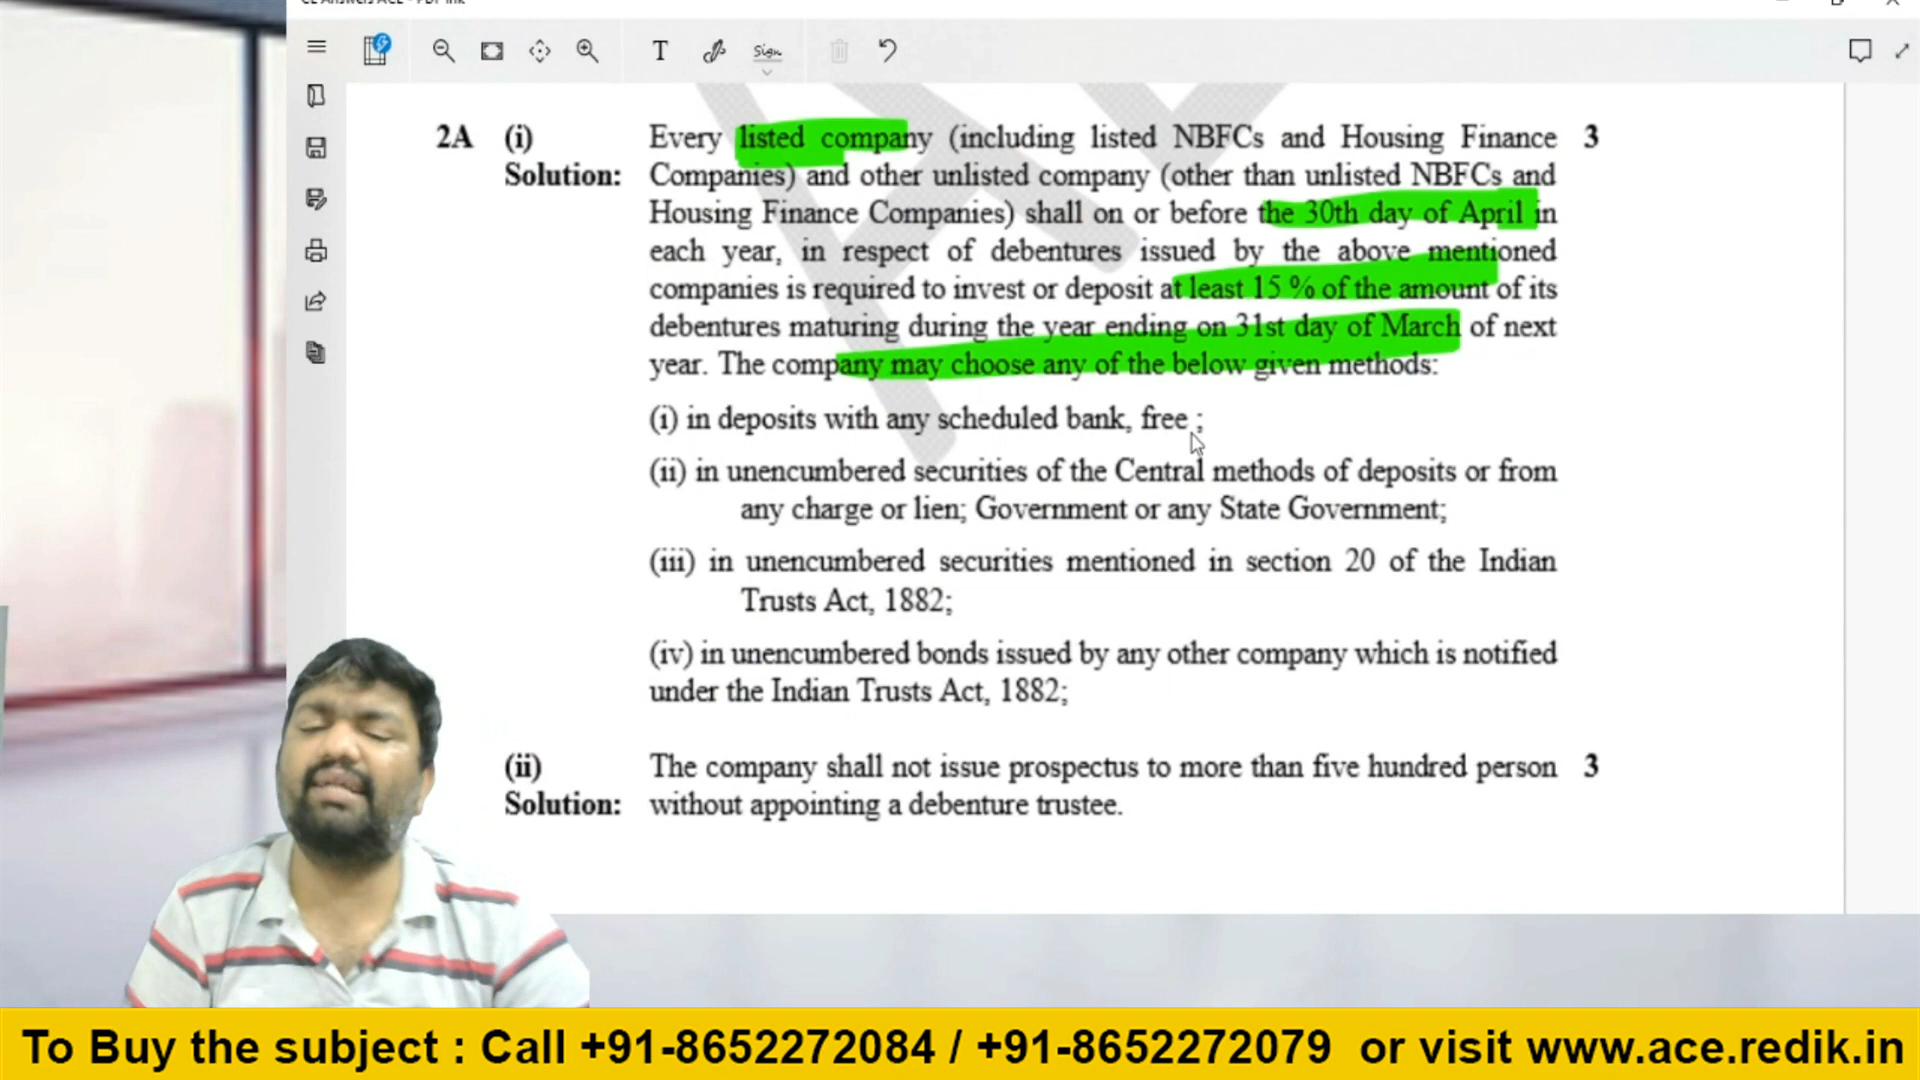 Sign
2A (i) Every listed company (including listed NBFCs and Housing Finance 3
Solution: Companies) and other unlisted company (other than unlisted NBFCs and
Housing Finance Companies) shall on or before the 30th day of April in
each year, in respect of debentures issued by the above mentioned
companies is required to invest or deposit at least 15 % of the amount of its
debentures maturing during the year ending on 31st day of March of next
year. The company may choose any of the below given methods:
(i) in deposits with any scheduled bank, free ;
(ii) in unencumbered securities of the Central methods of deposits or from
any charge or lien; Government or any State Government;
(iii) in unencumbered securities mentioned in section 20 of the Indian
Trusts Act, 1882;
(iv) in unencumbered bonds issued by any other company which is notified
under the Indian Trusts Act, 1882;
(ii) The company shall not issue prospectus to more than five hundred person 3
Solution: without appointing a debenture trustee.
To Buy the subject : Call +91-8652272084 / +91-8652272079 or visit www.ace.redik.in